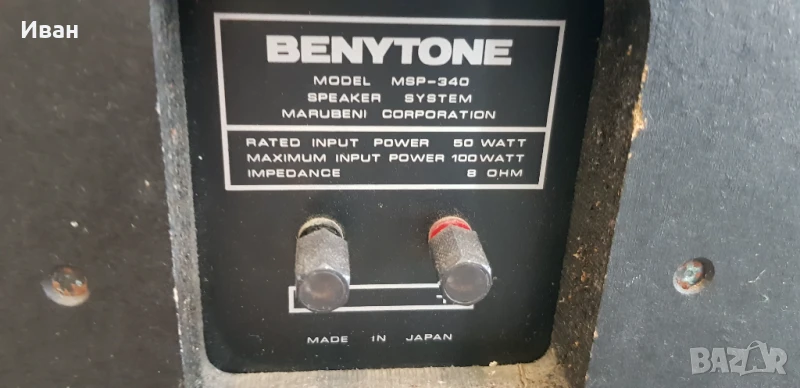 Иван
BENYTONE
MODEL MSP-340
SPEAKER SYSTEM
MARUBENI CORPORATION
RATED INPUT POWER 50 WATT
MAXIMUM INPUT POWER 100 WATT
IMPEDANCE 8 OHM
MADE IN JAPAN
BAZAR